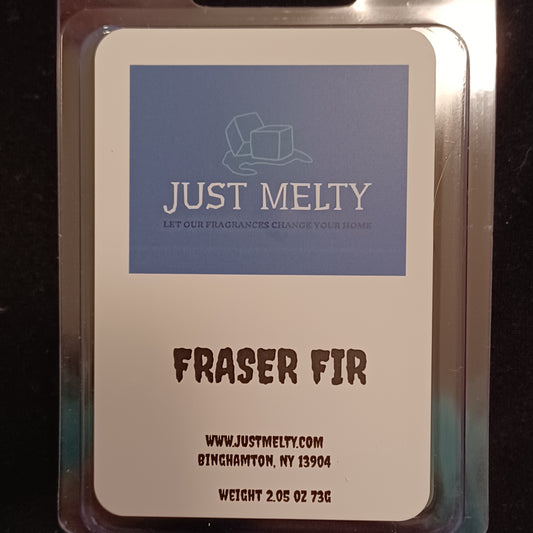 JUST MELTY
LET OUR FRAGRANCES CHANGE YOUR HOME
FRASER FIR
WWW.JUSTMELTY.COM
BINGHAMTON, NY 13904
WEIGHT 2.05 OZ 73G